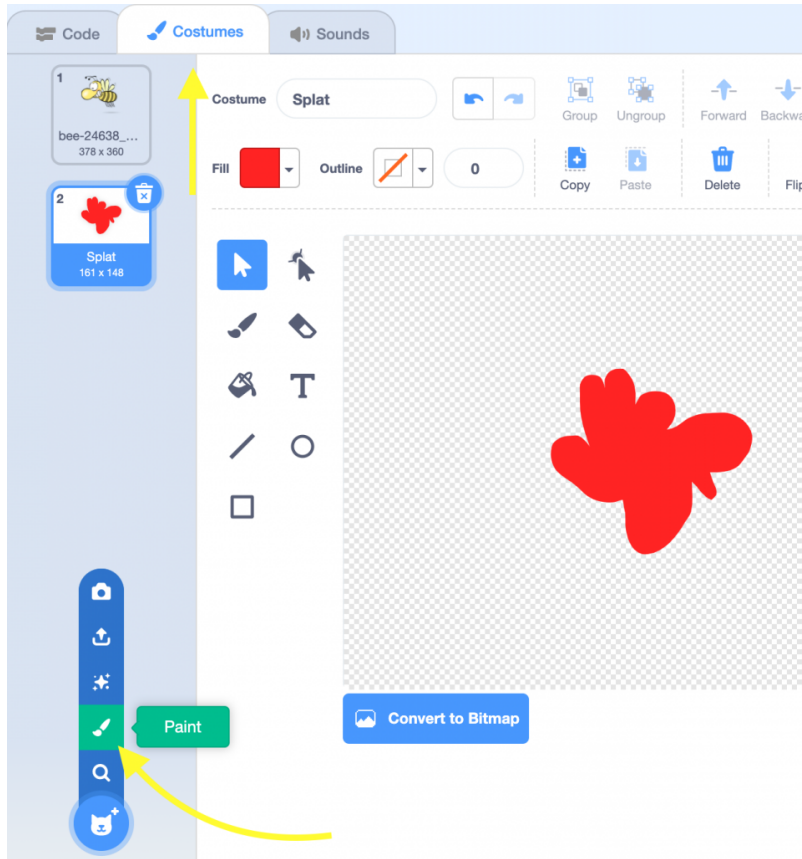 Code
Costumes
Sounds
1
bee-24638_...
378 x 360
2
Splat
161 x 148
Costume
Splat
Group
Ungroup
Forward
Backwa
Fill
Outline
0
Copy
Paste
Delete
Flip
T
Convert to Bitmap
Paint